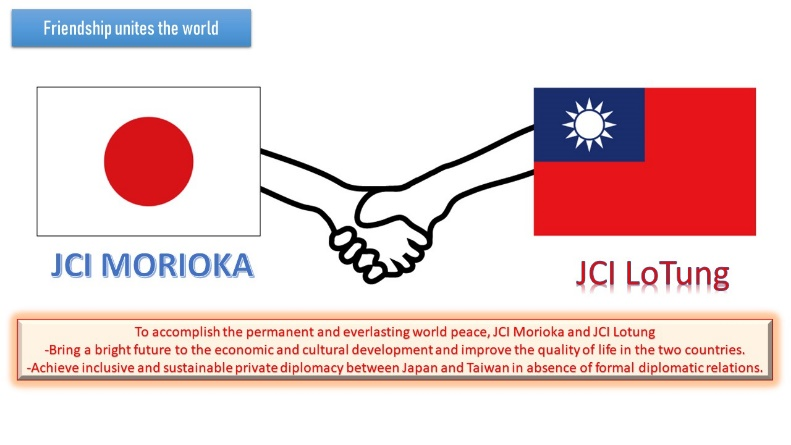 Friendship unites the world
JCI MORIOKA
JCI LoTung
To accomplish the permanent and everlasting world peace, JCI Morioka and JCI Lotung
-Bring a bright future to the economic and cultural development and improve the quality of life in the two countries.
-Achieve inclusive and sustainable private diplomacy between Japan and Taiwan in absence of formal diplomatic relations.